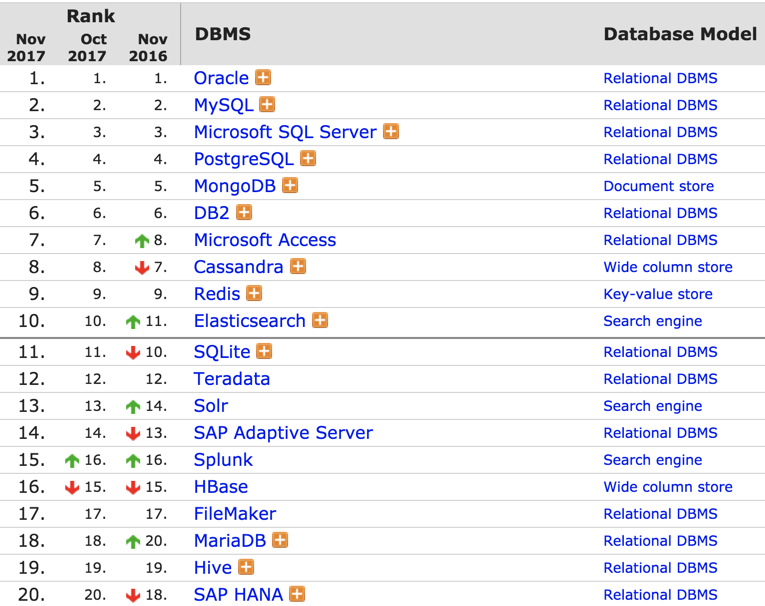 Rank
Nov 2017 Oct 2017 Nov 2016 DBMS Database Model
1. 1. 1. Oracle Relational DBMS
2. 2. 2. MySQL Relational DBMS
3. 3. 3. Microsoft SQL Server Relational DBMS
4. 4. 4. PostgreSQL Relational DBMS
5. 5. 5. MongoDB Document store
6. 6. 6. DB2 Relational DBMS
7. 7. 8. Microsoft Access Relational DBMS
8. 8. 7. Cassandra Wide column store
9. 9. 9. Redis Key-value store
10. 10. 11. Elasticsearch Search engine
11. 11. 10. SQLite Relational DBMS
12. 12. 12. Teradata Relational DBMS
13. 13. 14. Solr Search engine
14. 14. 13. SAP Adaptive Server Relational DBMS
15. 16. 16. Splunk Search engine
16. 15. 15. HBase Wide column store
17. 17. 17. FileMaker Relational DBMS
18. 18. 20. MariaDB Relational DBMS
19. 19. 19. Hive Relational DBMS
20. 20. 18. SAP HANA Relational DBMS